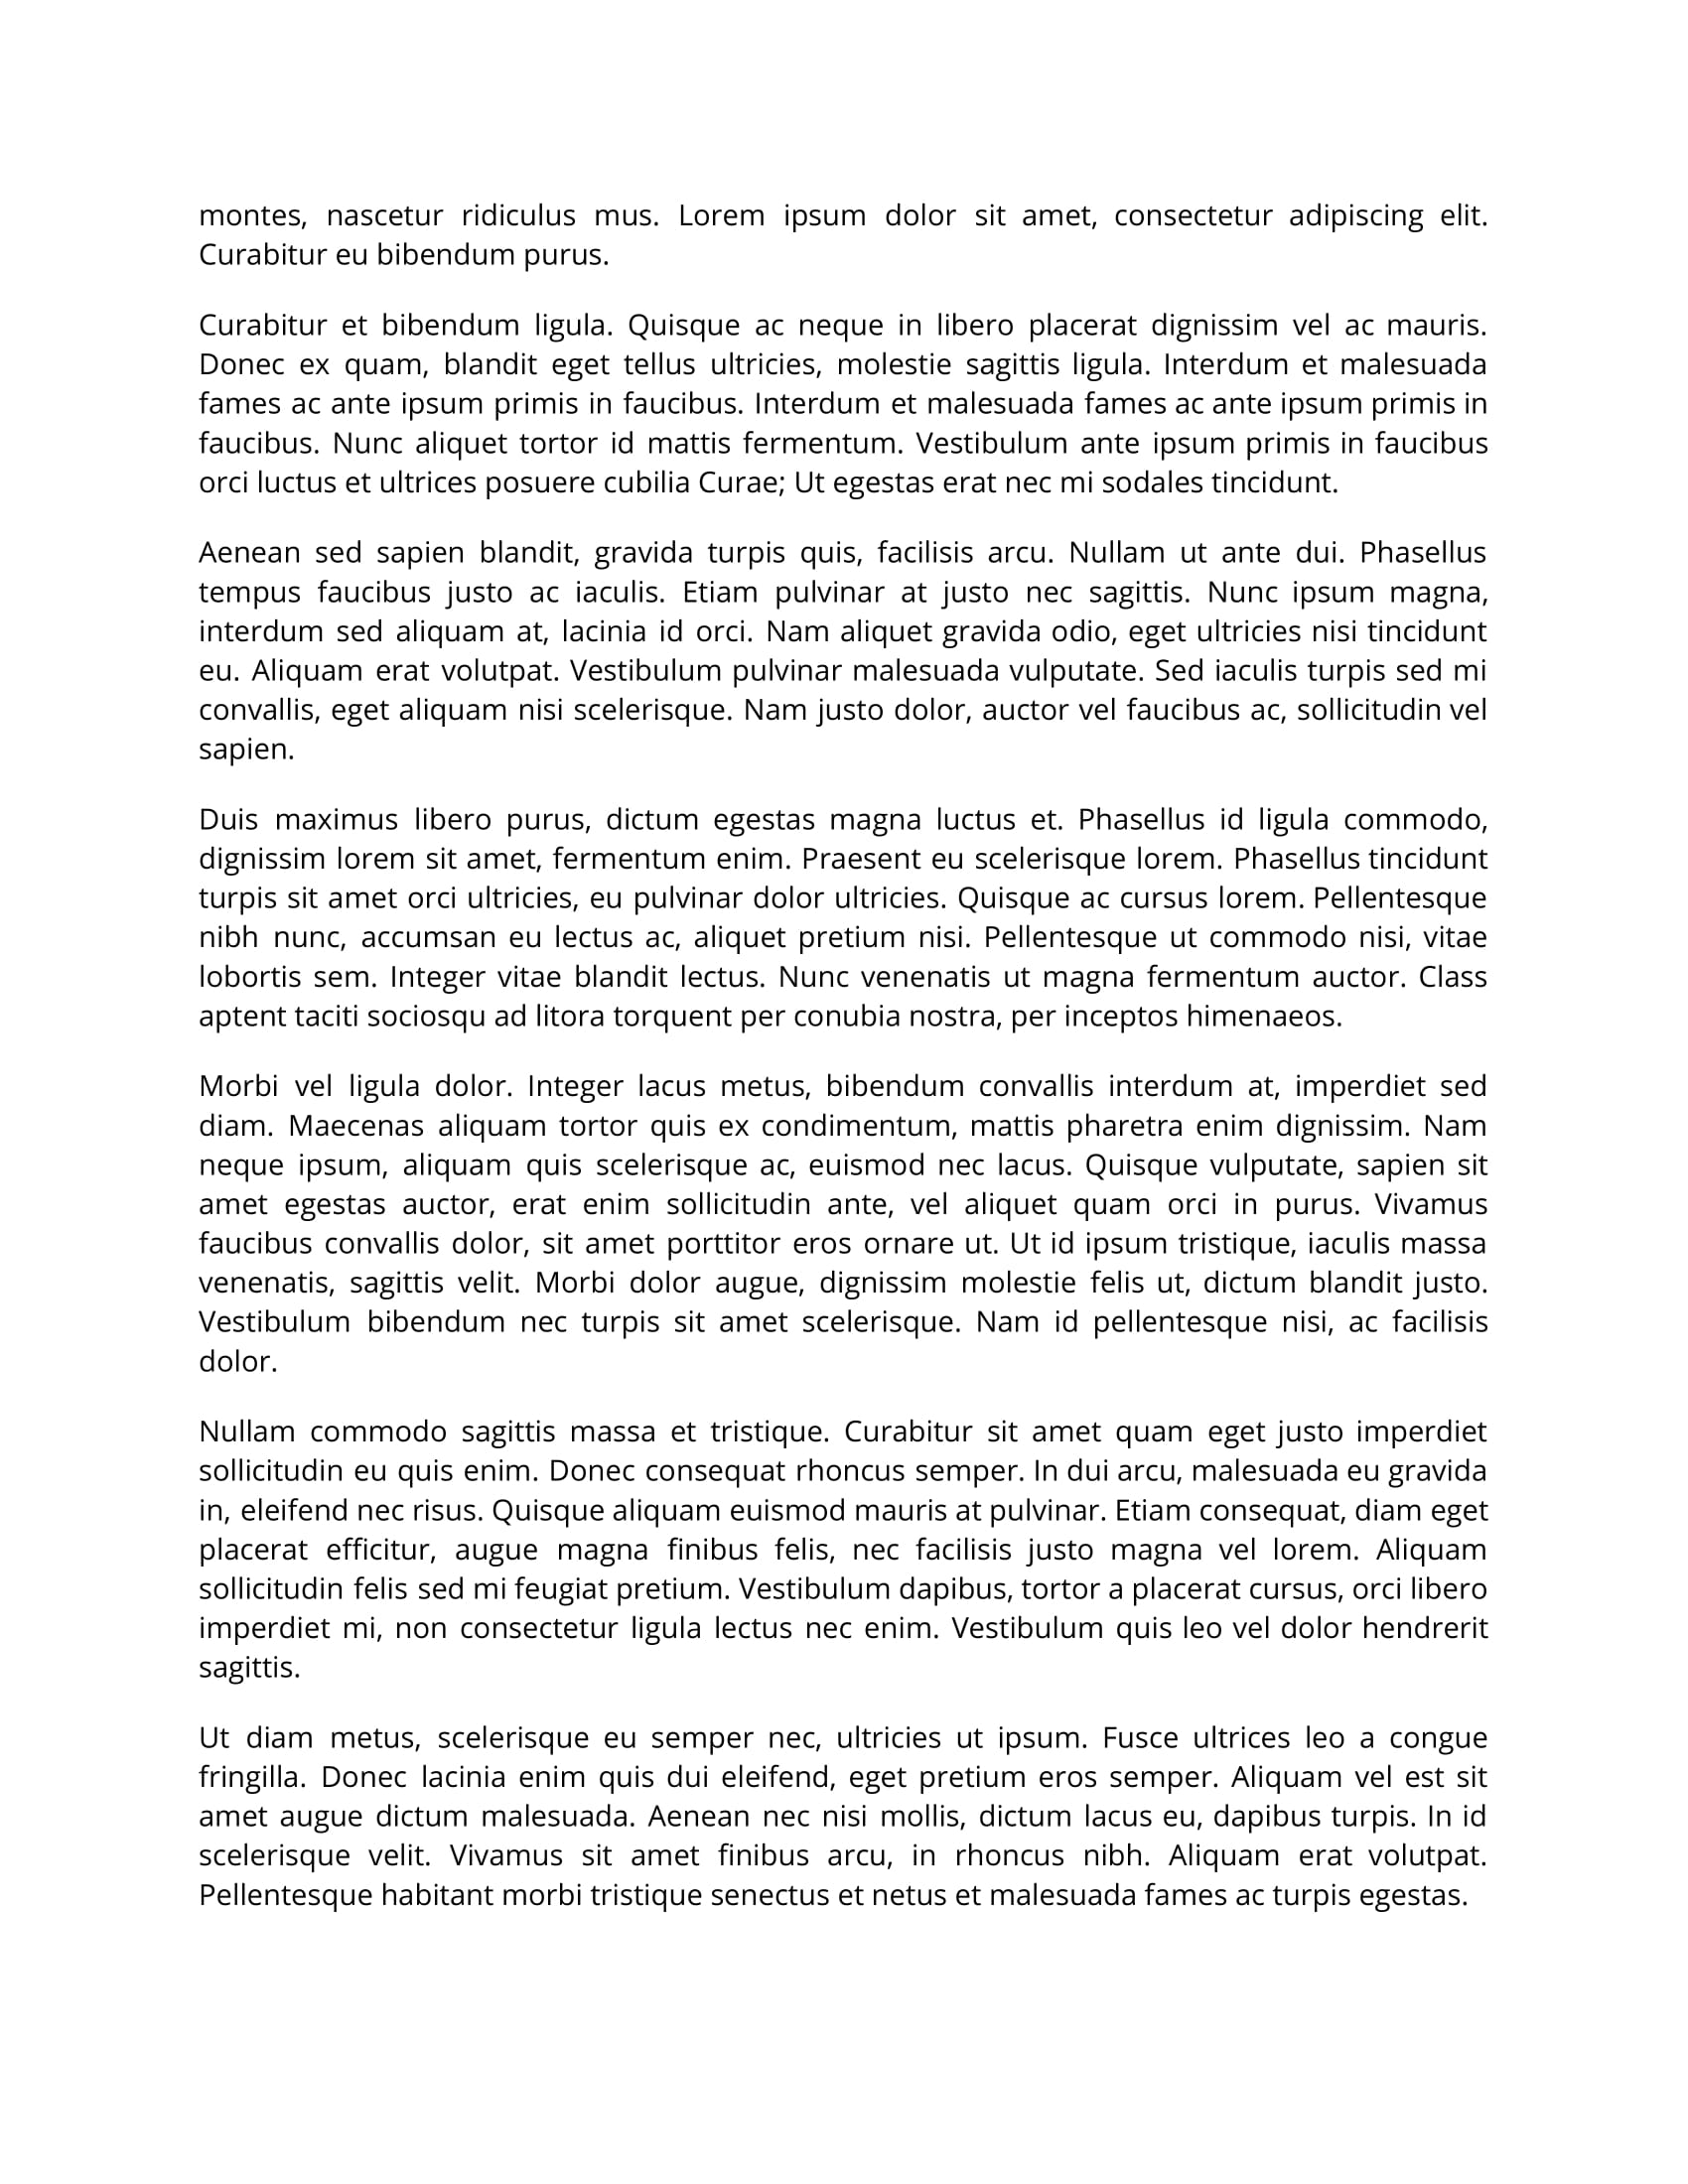 montes, nascetur ridiculus mus. Lorem ipsum dolor sit amet, consectetur adipiscing elit.
Curabitur eu bibendum purus.
Curabitur et bibendum ligula. Quisque ac neque in libero placerat dignissim vel ac mauris.
Donec ex quam, blandit eget tellus ultricies, molestie sagittis ligula. Interdum et malesuada
fames ac ante ipsum primis in faucibus. Interdum et malesuada fames ac ante ipsum primis in
faucibus. Nunc aliquet tortor id mattis fermentum. Vestibulum ante ipsum primis in faucibus
orci luctus et ultrices posuere cubilia Curae; Ut egestas erat nec mi sodales tincidunt.
Aenean sed sapien blandit, gravida turpis quis, facilisis arcu. Nullam ut ante dui. Phasellus
tempus faucibus justo ac iaculis. Etiam pulvinar at justo nec sagittis. Nunc ipsum magna,
interdum sed aliquam at, lacinia id orci. Nam aliquet gravida odio, eget ultricies nisi tincidunt
eu. Aliquam erat volutpat. Vestibulum pulvinar malesuada vulputate. Sed iaculis turpis sed mi
convallis, eget aliquam nisi scelerisque. Nam justo dolor, auctor vel faucibus ac, sollicitudin vel
sapien.
Duis maximus libero purus, dictum egestas magna luctus et. Phasellus id ligula commodo,
dignissim lorem sit amet, fermentum enim. Praesent eu scelerisque lorem. Phasellus tincidunt
turpis sit amet orci ultricies, eu pulvinar dolor ultricies. Quisque ac cursus lorem. Pellentesque
nibh nunc, accumsan eu lectus ac, aliquet pretium nisi. Pellentesque ut commodo nisi, vitae
lobortis sem. Integer vitae blandit lectus. Nunc venenatis ut magna fermentum auctor. Class
aptent taciti sociosqu ad litora torquent per conubia nostra, per inceptos himenaeos.
Morbi vel ligula dolor. Integer lacus metus, bibendum convallis interdum at, imperdiet sed
diam. Maecenas aliquam tortor quis ex condimentum, mattis pharetra enim dignissim. Nam
neque ipsum, aliquam quis scelerisque ac, euismod nec lacus. Quisque vulputate, sapien sit
amet egestas auctor, erat enim sollicitudin ante, vel aliquet quam orci in purus. Vivamus
faucibus convallis dolor, sit amet porttitor eros ornare ut. Ut id ipsum tristique, iaculis massa
venenatis, sagittis velit. Morbi dolor augue, dignissim molestie felis ut, dictum blandit justo.
Vestibulum bibendum nec turpis sit amet scelerisque. Nam id pellentesque nisi, ac facilisis
dolor.
Nullam commodo sagittis massa et tristique. Curabitur sit amet quam eget justo imperdiet
sollicitudin eu quis enim. Donec consequat rhoncus semper. In dui arcu, malesuada eu gravida
in, eleifend nec risus. Quisque aliquam euismod mauris at pulvinar. Etiam consequat, diam eget
placerat efficitur, augue magna finibus felis, nec facilisis justo magna vel lorem. Aliquam
sollicitudin felis sed mi feugiat pretium. Vestibulum dapibus, tortor a placerat cursus, orci libero
imperdiet mi, non consectetur ligula lectus nec enim. Vestibulum quis leo vel dolor hendrerit
sagittis.
Ut diam metus, scelerisque eu semper nec, ultricies ut ipsum. Fusce ultrices leo a congue
fringilla. Donec lacinia enim quis dui eleifend, eget pretium eros semper. Aliquam vel est sit
amet augue dictum malesuada. Aenean nec nisi mollis, dictum lacus eu, dapibus turpis. In id
scelerisque velit. Vivamus sit amet finibus arcu, in rhoncus nibh. Aliquam erat volutpat.
Pellentesque habitant morbi tristique senectus et netus et malesuada fames ac turpis egestas.